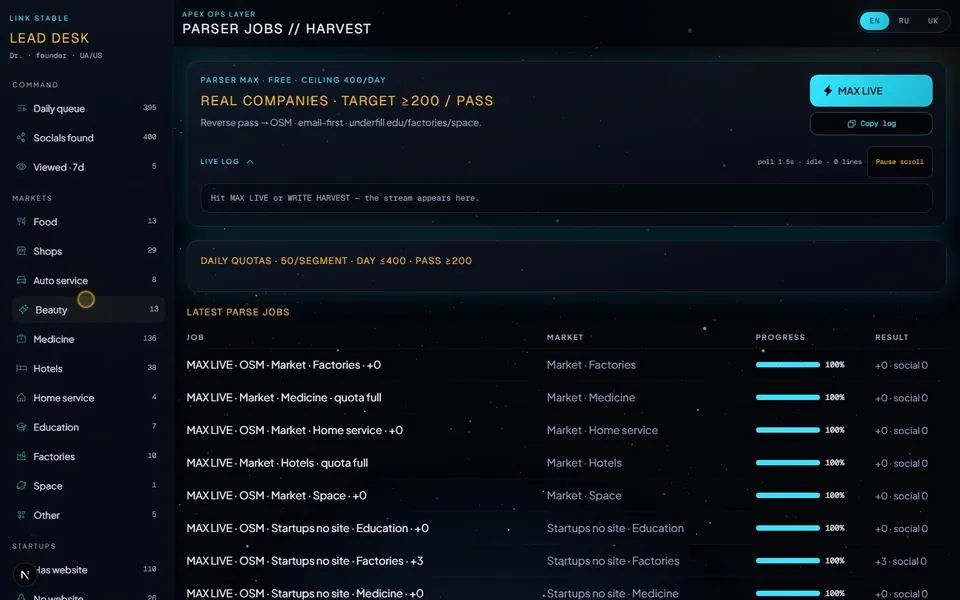 LINK STABLE
LEAD DESK
Dr. · founder · UA/US
COMMAND
Daily queue 395
Socials found 400
Viewed · 7d 5
MARKETS
Food 13
Shops 29
Auto service 8
Beauty 13
Medicine 136
Hotels 38
Home service 4
Education 7
Factories 10
Space 1
Other 5
STARTUPS
N
Has website 110
No website 26
APEX OPS LAYER
PARSER JOBS // HARVEST
EN RU UK
PARSER MAX · FREE · CEILING 400/DAY
REAL COMPANIES · TARGET ≥200 / PASS
Reverse pass → OSM · email-first · underfill edu/factories/space.
MAX LIVE
Copy log
LIVE LOG
poll 1.5s · idle · 0 lines
Pause scroll
Hit MAX LIVE or WRITE HARVEST — the stream appears here.
DAILY QUOTAS · 50/SEGMENT · DAY ≤400 · PASS ≥200
LATEST PARSE JOBS
JOB MARKET PROGRESS RESULT
MAX LIVE · OSM · Market · Factories · +0 Market · Factories 100% +0 · social 0
MAX LIVE · Market · Medicine · quota full Market · Medicine 100% +0 · social 0
MAX LIVE · OSM · Market · Home service · +0 Market · Home service 100% +0 · social 0
MAX LIVE · Market · Hotels · quota full Market · Hotels 100% +0 · social 0
MAX LIVE · OSM · Market · Space · +0 Market · Space 100% +0 · social 0
MAX LIVE · OSM · Startups no site · Education · +0 Startups no site · Education 100% +0 · social 0
MAX LIVE · OSM · Startups no site · Factories · +3 Startups no site · Factories 100% +3 · social 0
MAX LIVE · OSM · Startups no site · Medicine · +0 Startups no site · Medicine 100% +0 · social 0